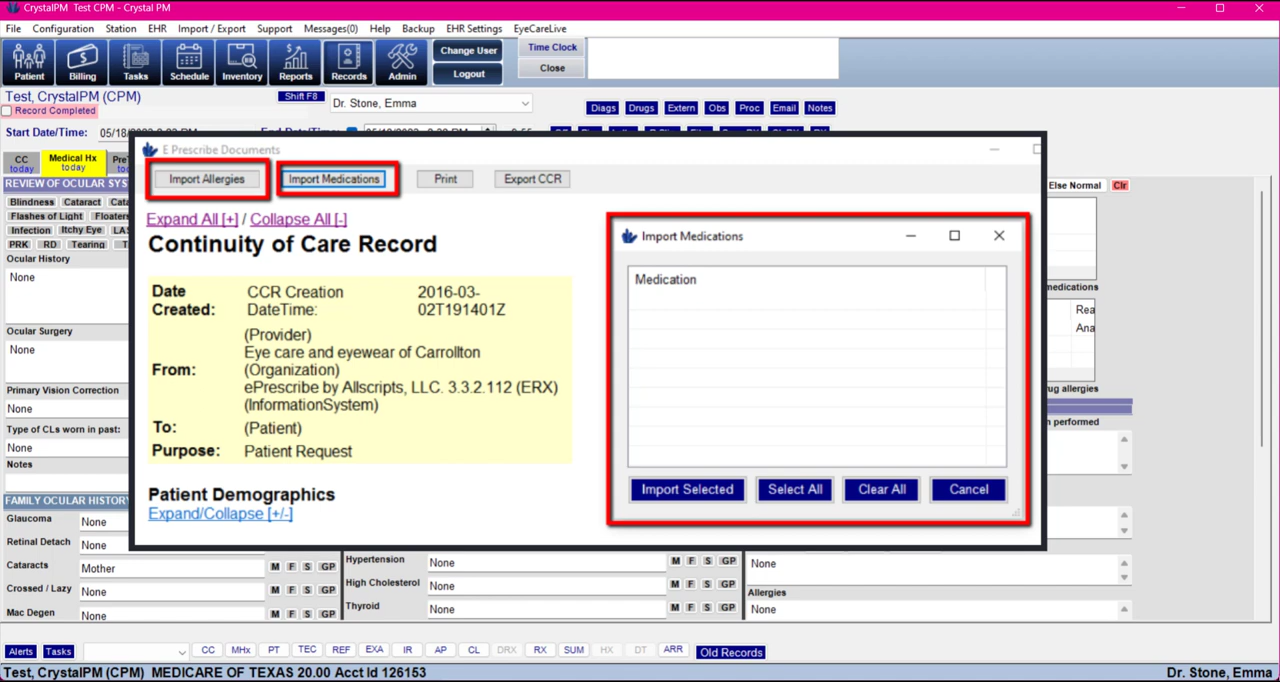 CrystalPM Test CPM - Crystal PM
File Configuration Station EHR Import / Export Support Messages(0) Help Backup EHR Settings EyeCareLive
Patient Billing Tasks Schedule Inventory Reports Records Admin
Change User
Logout
Time Clock
Close
Test, CrystalPM (CPM)
Shift F8
Dr. Stone, Emma
Diags Drugs Extern Obs Proc Email Notes
Record Completed
Start Date/Time:
CC
today
Medical Hx
today
REVIEW OF OCULAR SYS
Else Normal Clr
Blindness Cataract
Flashes of Light Floaters
Infection Itchy Eye
PRK RD Tearing
Ocular History
None
Ocular Surgery
None
Primary Vision Correction
None
Type of CLs worn in past:
None
Notes
FAMILY OCULAR HISTORY
Glaucoma None
Retinal Detach None
Cataracts Mother M F S GP
Crossed / Lazy None M F S GP
Mac Degen None M F S GP
E Prescribe Documents
Import Allergies Import Medications Print Export CCR
Expand All [+] / Collapse All [-]
Continuity of Care Record
Date Created: CCR Creation DateTime: 2016-03-02T191401Z
From: (Provider)
Eye care and eyewear of Carrollton
(Organization)
ePrescribe by Allscripts, LLC. 3.3.2.112 (ERX)
(InformationSystem)
To: (Patient)
Purpose: Patient Request
Patient Demographics
Expand/Collapse [+/-]
Import Medications
Medication
Import Selected Select All Clear All Cancel
medications
Rea
Ana
ug allergies
n performed
Hypertension None M F S GP
High Cholesterol None M F S GP
Thyroid None M F S GP
None
Allergies
None
Alerts Tasks CC MHx PT TEC REF EXA IR AP CL DRX RX SUM HX DT ARR Old Records
Test, CrystalPM (CPM) MEDICARE OF TEXAS 20.00 Acct Id 126153
Dr. Stone, Emma